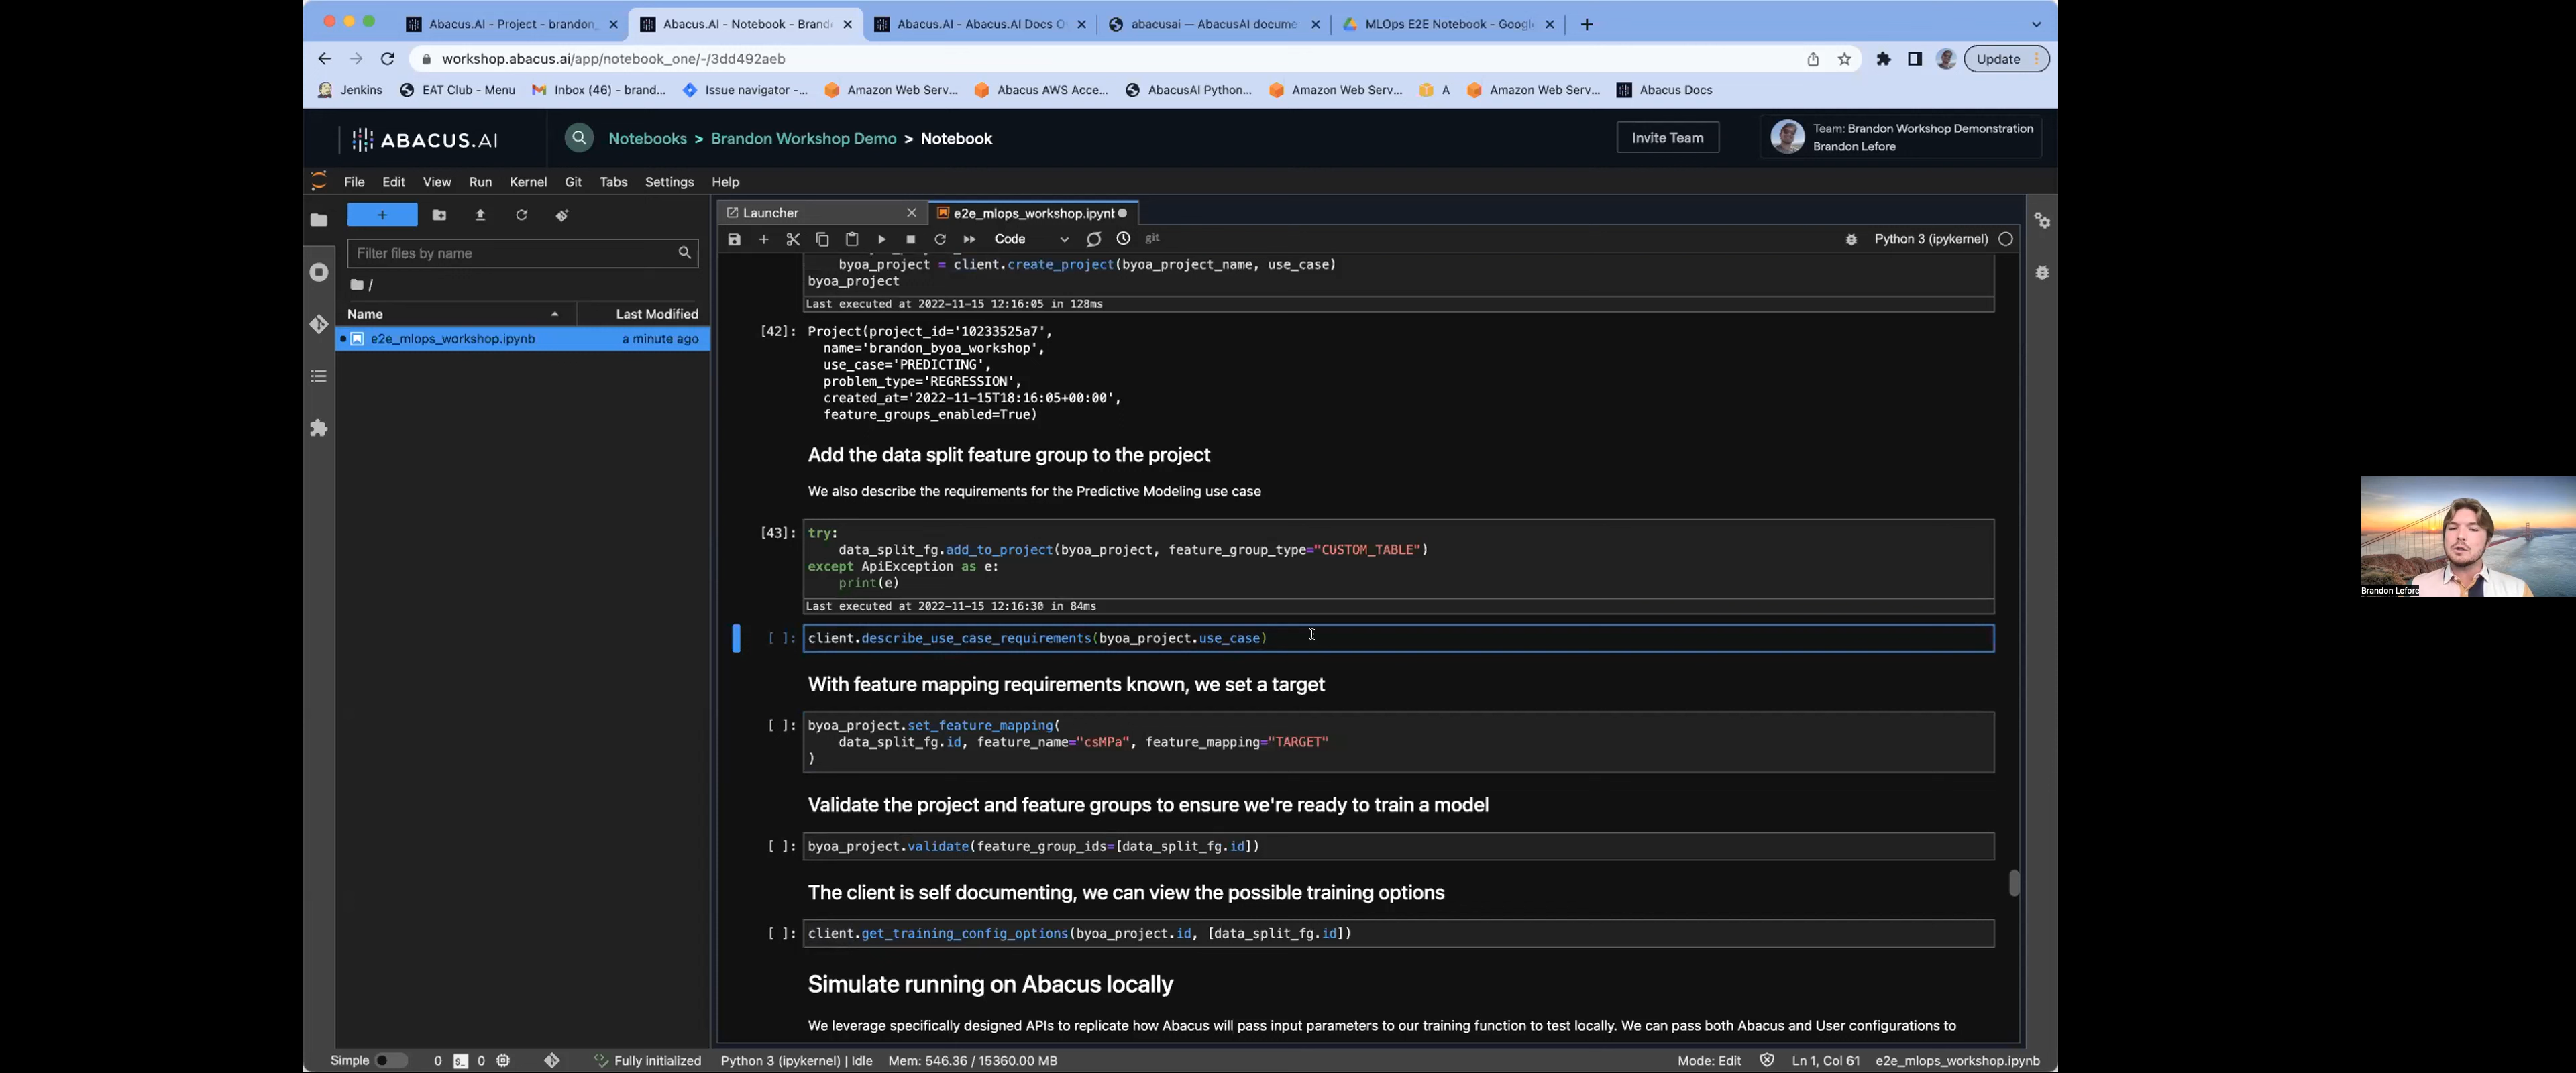 Abacus.AI - Project - brandon_
Abacus.AI - Notebook - Brand
Abacus.AI - Abacus.AI Docs O
abacusai — AbacusAI docume
MLOps E2E Notebook - Google
workshop.abacus.ai/app/notebook_one/-/3dd492aeb
Update
Jenkins
EAT Club - Menu
Inbox (46) - brand...
Issue navigator -...
Amazon Web Serv...
Abacus AWS Acce...
AbacusAI Python...
Amazon Web Serv...
A
Amazon Web Serv...
Abacus Docs
ABACUS.AI
Notebooks > Brandon Workshop Demo > Notebook
Invite Team
Team: Brandon Workshop Demonstration
Brandon Lefore
File Edit View Run Kernel Git Tabs Settings Help
Launcher
e2e_mlops_workshop.ipynb
Filter files by name
Code
git
Python 3 (ipykernel)
/
Name
Last Modified
e2e_mlops_workshop.ipynb
a minute ago
byoa_project = client.create_project(byoa_project_name, use_case)
byoa_project
Last executed at 2022-11-15 12:16:05 in 128ms
[42]: Project(project_id='10233525a7',
name='brandon_byoa_workshop',
use_case='PREDICTING',
problem_type='REGRESSION',
created_at='2022-11-15T18:16:05+00:00',
feature_groups_enabled=True)
Add the data split feature group to the project
We also describe the requirements for the Predictive Modeling use case
[43]: try:
data_split_fg.add_to_project(byoa_project, feature_group_type="CUSTOM_TABLE")
except ApiException as e:
print(e)
Last executed at 2022-11-15 12:16:30 in 84ms
[ ]: client.describe_use_case_requirements(byoa_project.use_case)
With feature mapping requirements known, we set a target
[ ]: byoa_project.set_feature_mapping(
data_split_fg.id, feature_name="csMPa", feature_mapping="TARGET"
)
Validate the project and feature groups to ensure we're ready to train a model
[ ]: byoa_project.validate(feature_group_ids=[data_split_fg.id])
The client is self documenting, we can view the possible training options
[ ]: client.get_training_config_options(byoa_project.id, [data_split_fg.id])
Simulate running on Abacus locally
We leverage specifically designed APIs to replicate how Abacus will pass input parameters to our training function to test locally. We can pass both Abacus and User configurations to
Simple
0
0
Fully initialized
Python 3 (ipykernel) | Idle
Mem: 546.36 / 15360.00 MB
Mode: Edit
Ln 1, Col 61
e2e_mlops_workshop.ipynb
Brandon Lefore